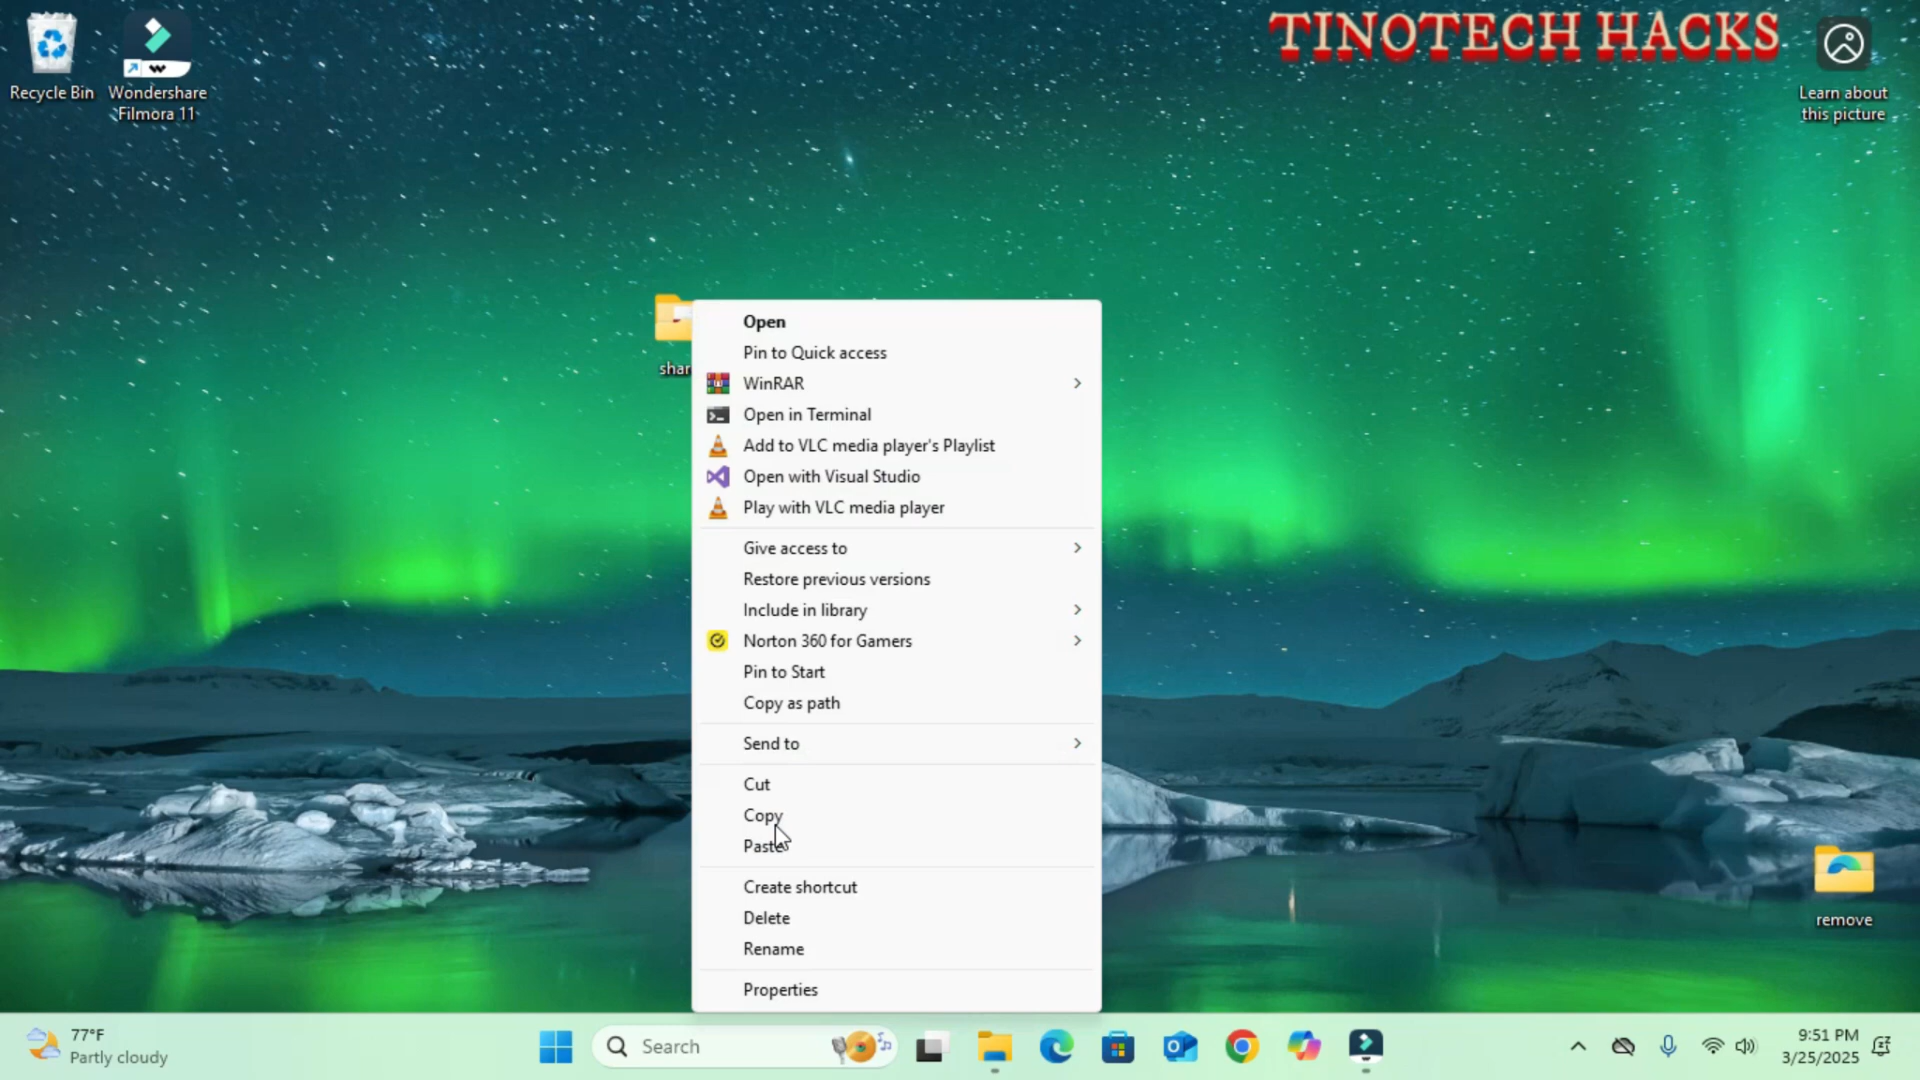 TINOTECH HACKS
Recycle Bin
Wondershare
Filmora 11
Learn about
this picture
shar
Open
Pin to Quick access
WinRAR
Open in Terminal
Add to VLC media player's Playlist
Open with Visual Studio
Play with VLC media player
Give access to
Restore previous versions
Include in library
Norton 360 for Gamers
Pin to Start
Copy as path
Send to
Cut
Copy
Paste
Create shortcut
Delete
Rename
Properties
remove
77°F
Partly cloudy
Search
9:51 PM
3/25/2025